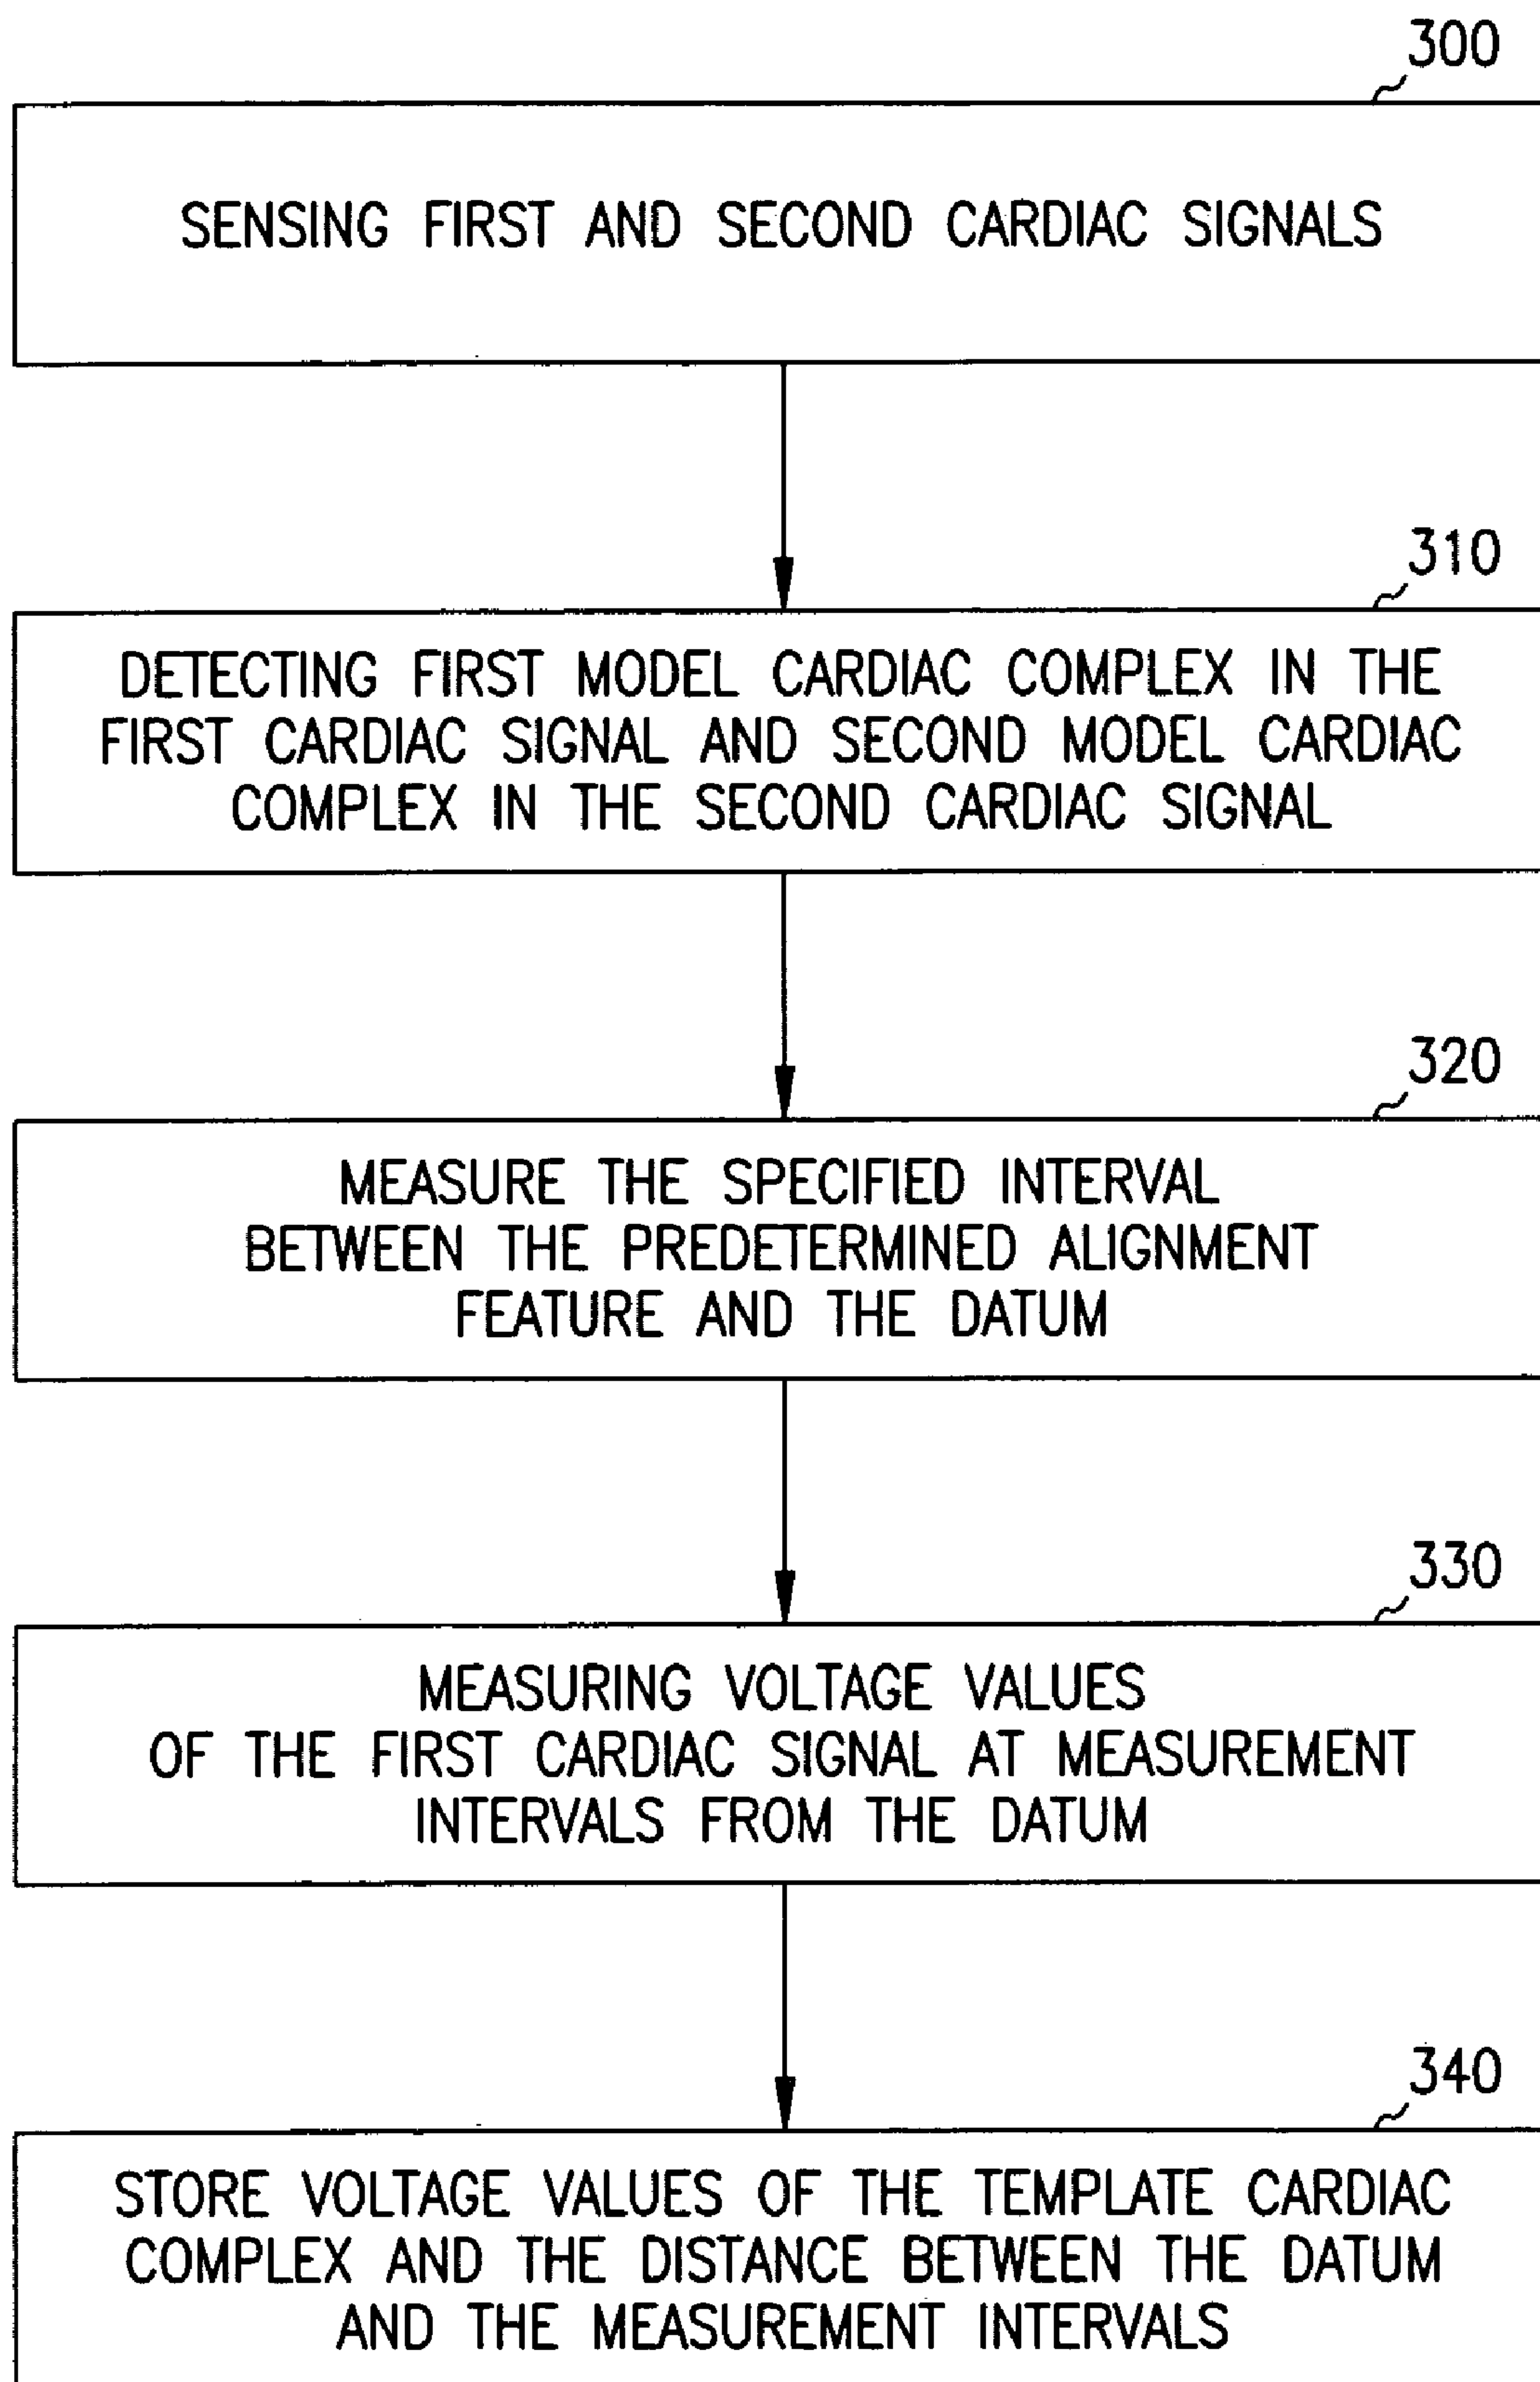 300
SENSING FIRST AND SECOND CARDIAC SIGNALS
310
DETECTING FIRST MODEL CARDIAC COMPLEX IN THE
FIRST CARDIAC SIGNAL AND SECOND MODEL CARDIAC
COMPLEX IN THE SECOND CARDIAC SIGNAL
320
MEASURE THE SPECIFIED INTERVAL
BETWEEN THE PREDETERMINED ALIGNMENT
FEATURE AND THE DATUM
330
MEASURING VOLTAGE VALUES
OF THE FIRST CARDIAC SIGNAL AT MEASUREMENT
INTERVALS FROM THE DATUM
340
STORE VOLTAGE VALUES OF THE TEMPLATE CARDIAC
COMPLEX AND THE DISTANCE BETWEEN THE DATUM
AND THE MEASUREMENT INTERVALS